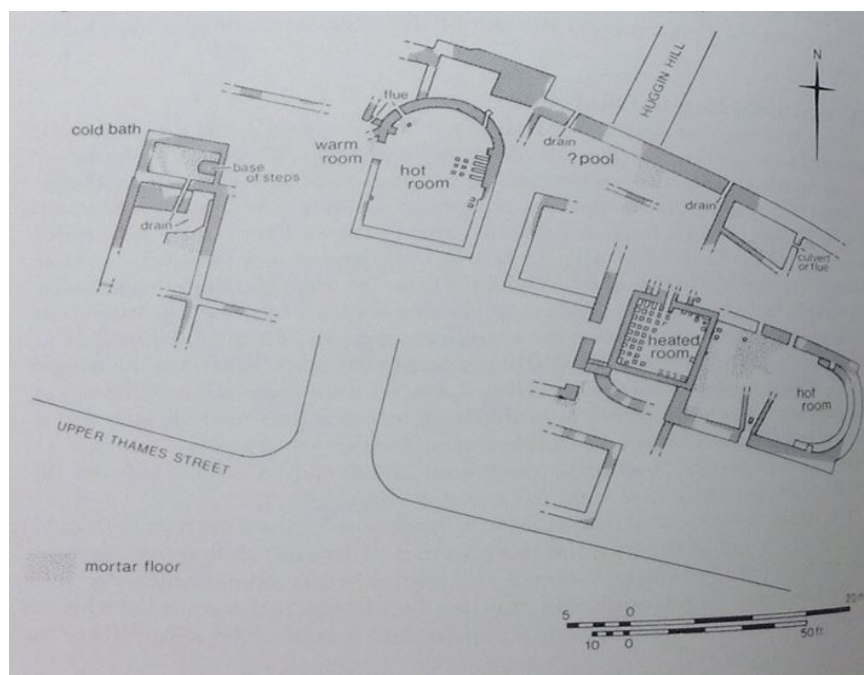 N
HUGGIN HILL
flue
cold bath
warm
room
hot
room
base
of steps
drain
drain
? pool
drain
culvert
or flue
heated
room
hot
room
UPPER THAMES STREET
mortar floor
5 0 20m
10 0 50ft